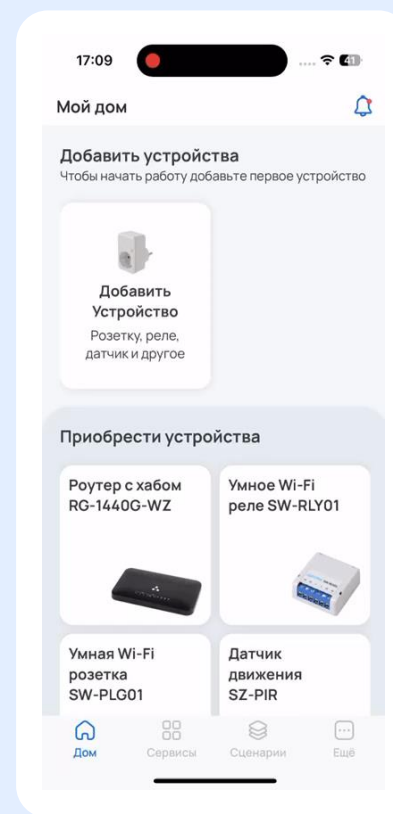 17:09
41
Мой дом
Добавить устройства
Чтобы начать работу добавьте первое устройство
Добавить
Устройство
Розетку, реле,
датчик и другое
Приобрести устройства
Роутер с хабом
RG-1440G-WZ
Умное Wi-Fi
реле SW-RLY01
Умная Wi-Fi
розетка
SW-PLG01
Датчик
движения
SZ-PIR
Дом
Сервисы
Сценарии
Ещё